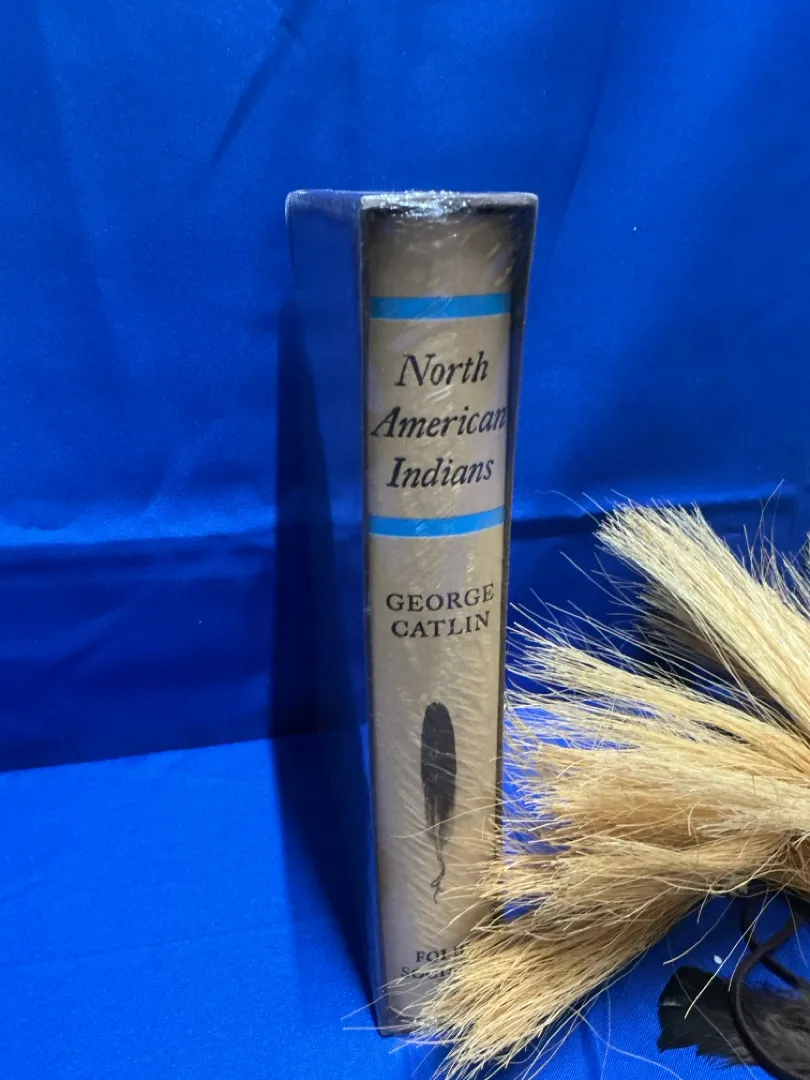 North
American
Indians
GEORGE
CATLIN